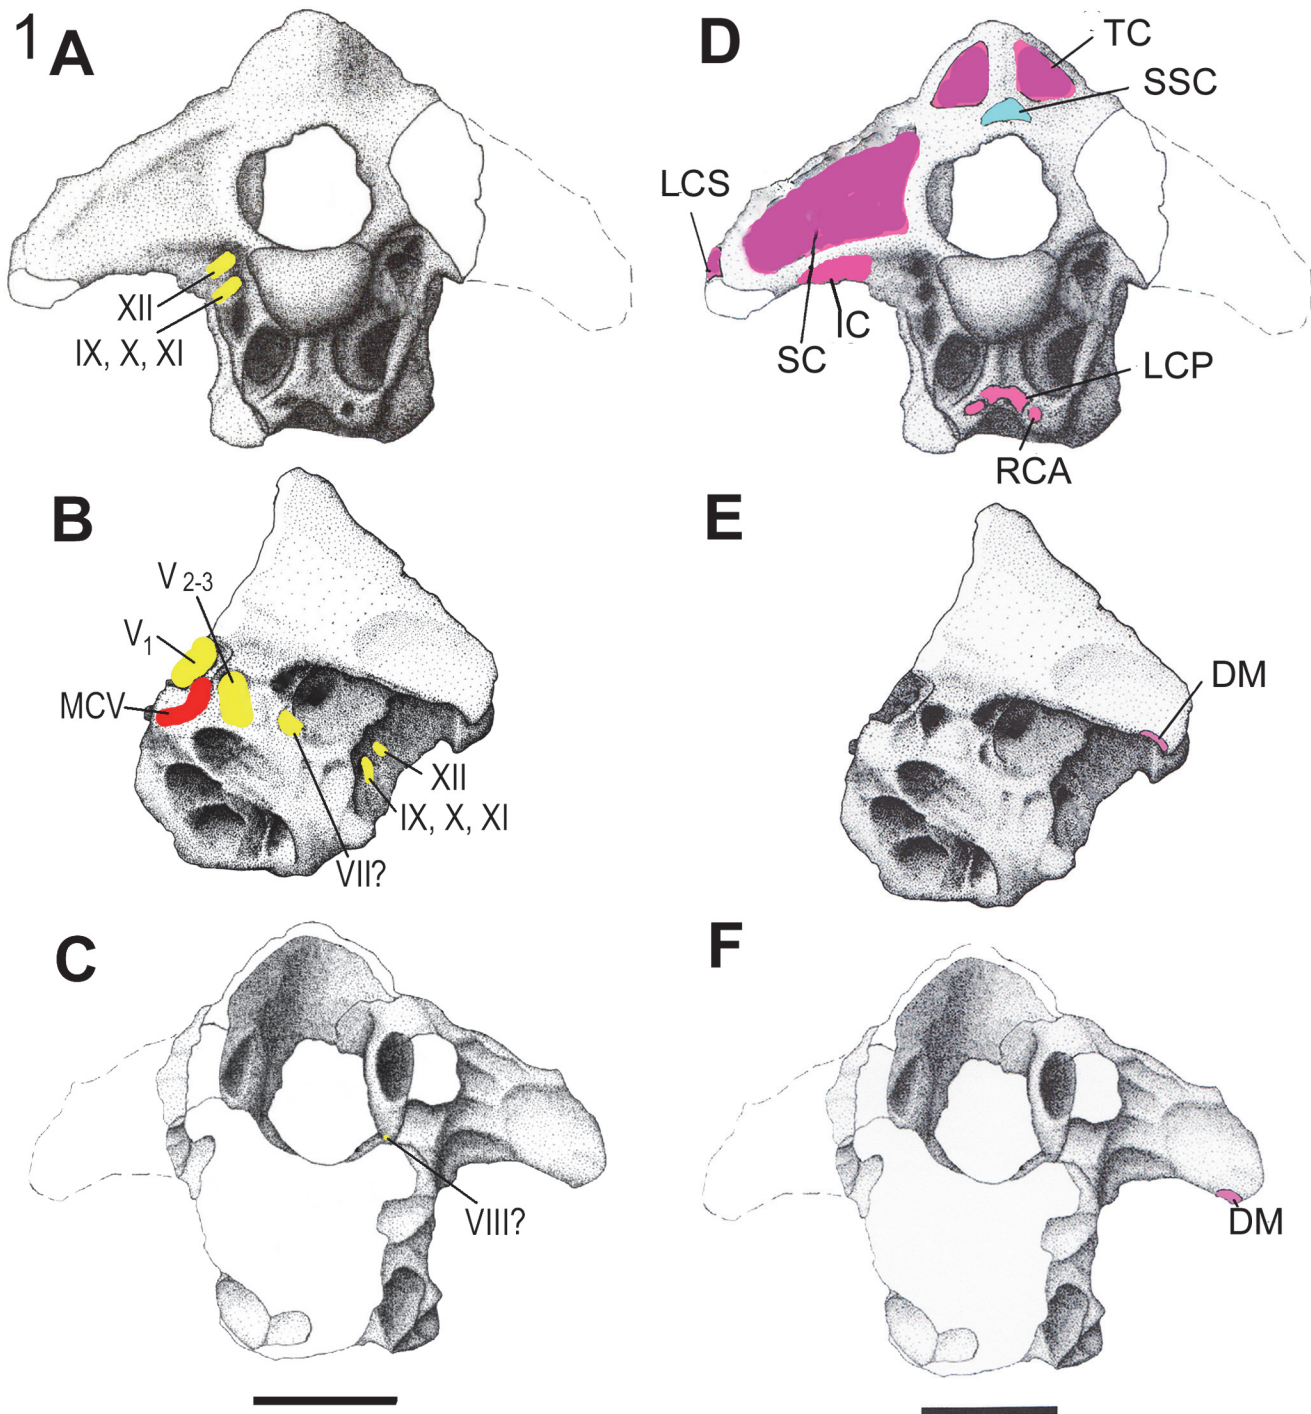 1 A
XII
IX, X, XI
D
TC
SSC
LCS
SC
IC
LCP
RCA
B
V 2-3
V1
MCV
XII
IX, X, XI
VII?
E
DM
C
VIII?
F
DM